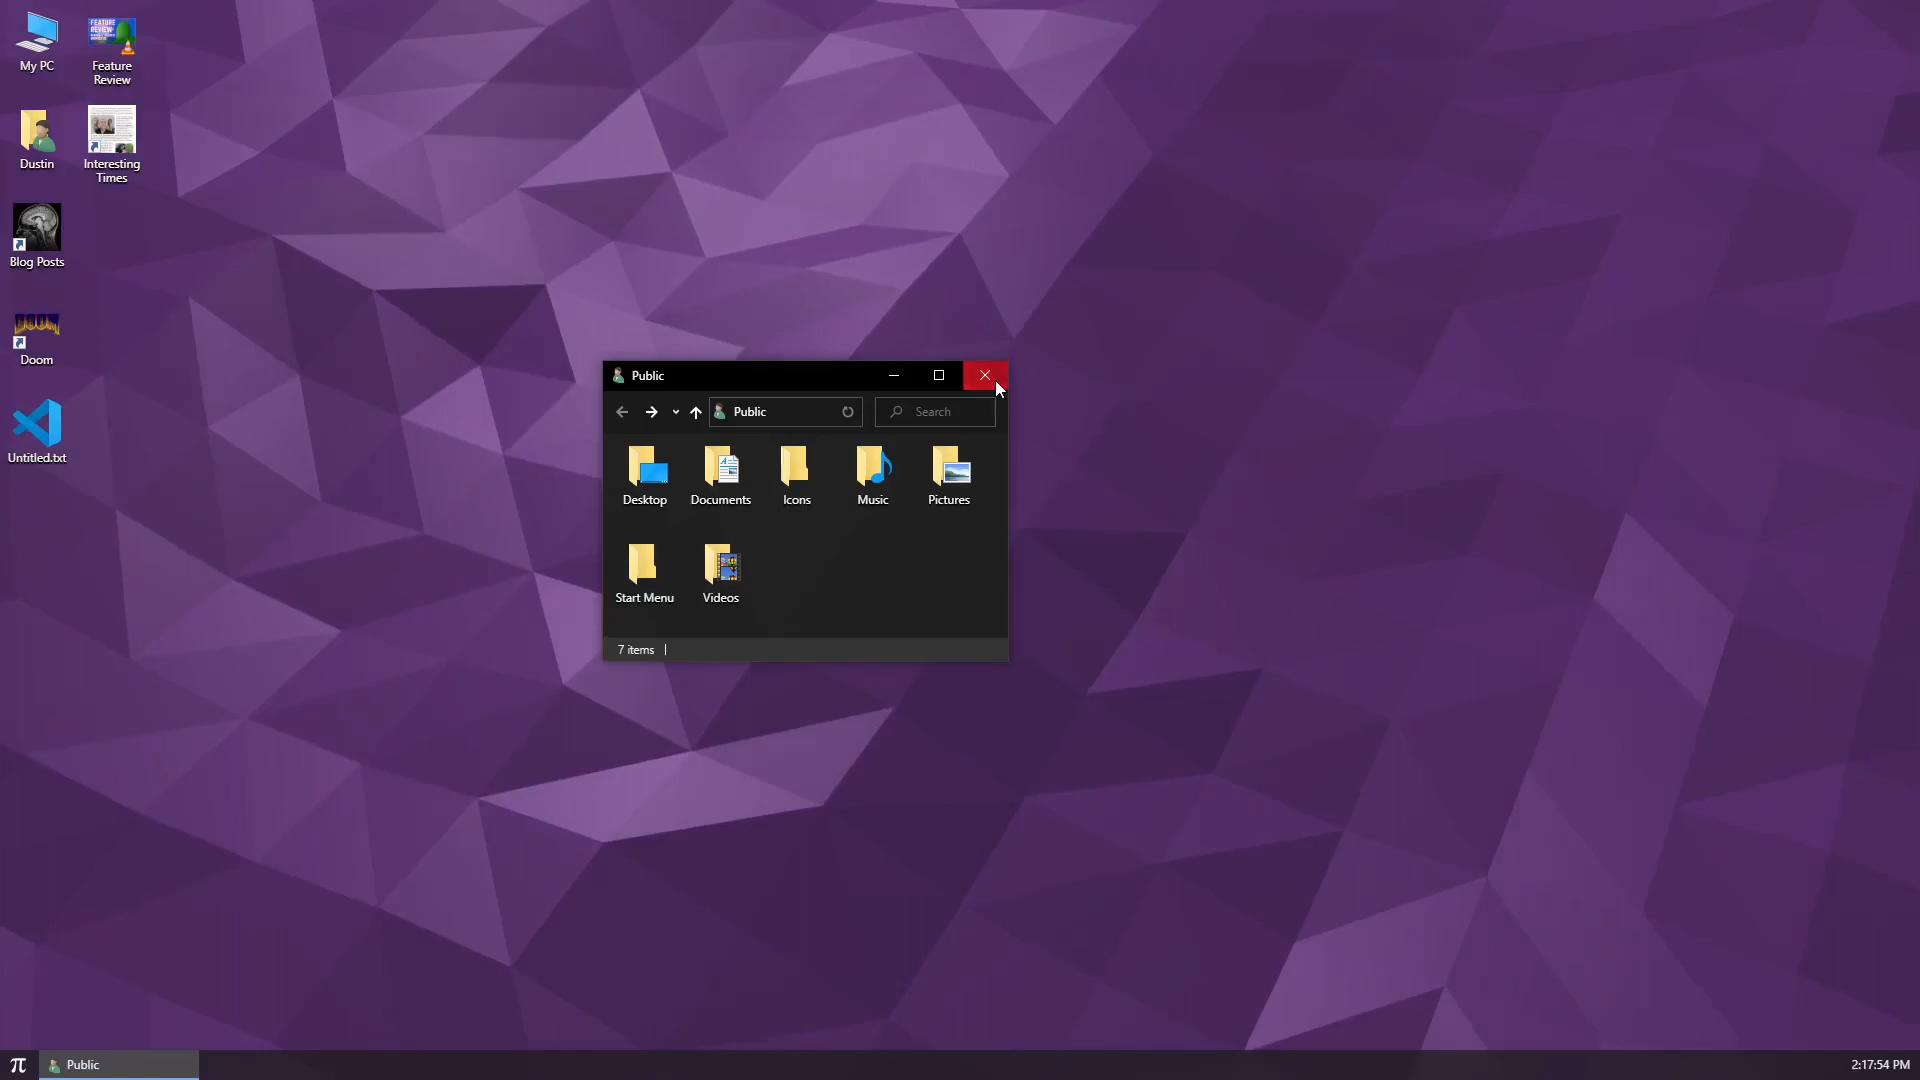 My PC
FEATURE
REVIEW
Feature
Review
Dustin
Interesting
Times
Blog Posts
DOOM
Doom
Untitled.txt
Public
Public
Search
Desktop
Documents
Icons
Music
Pictures
Start Menu
Videos
7 items
π
Public
2:17:54 PM